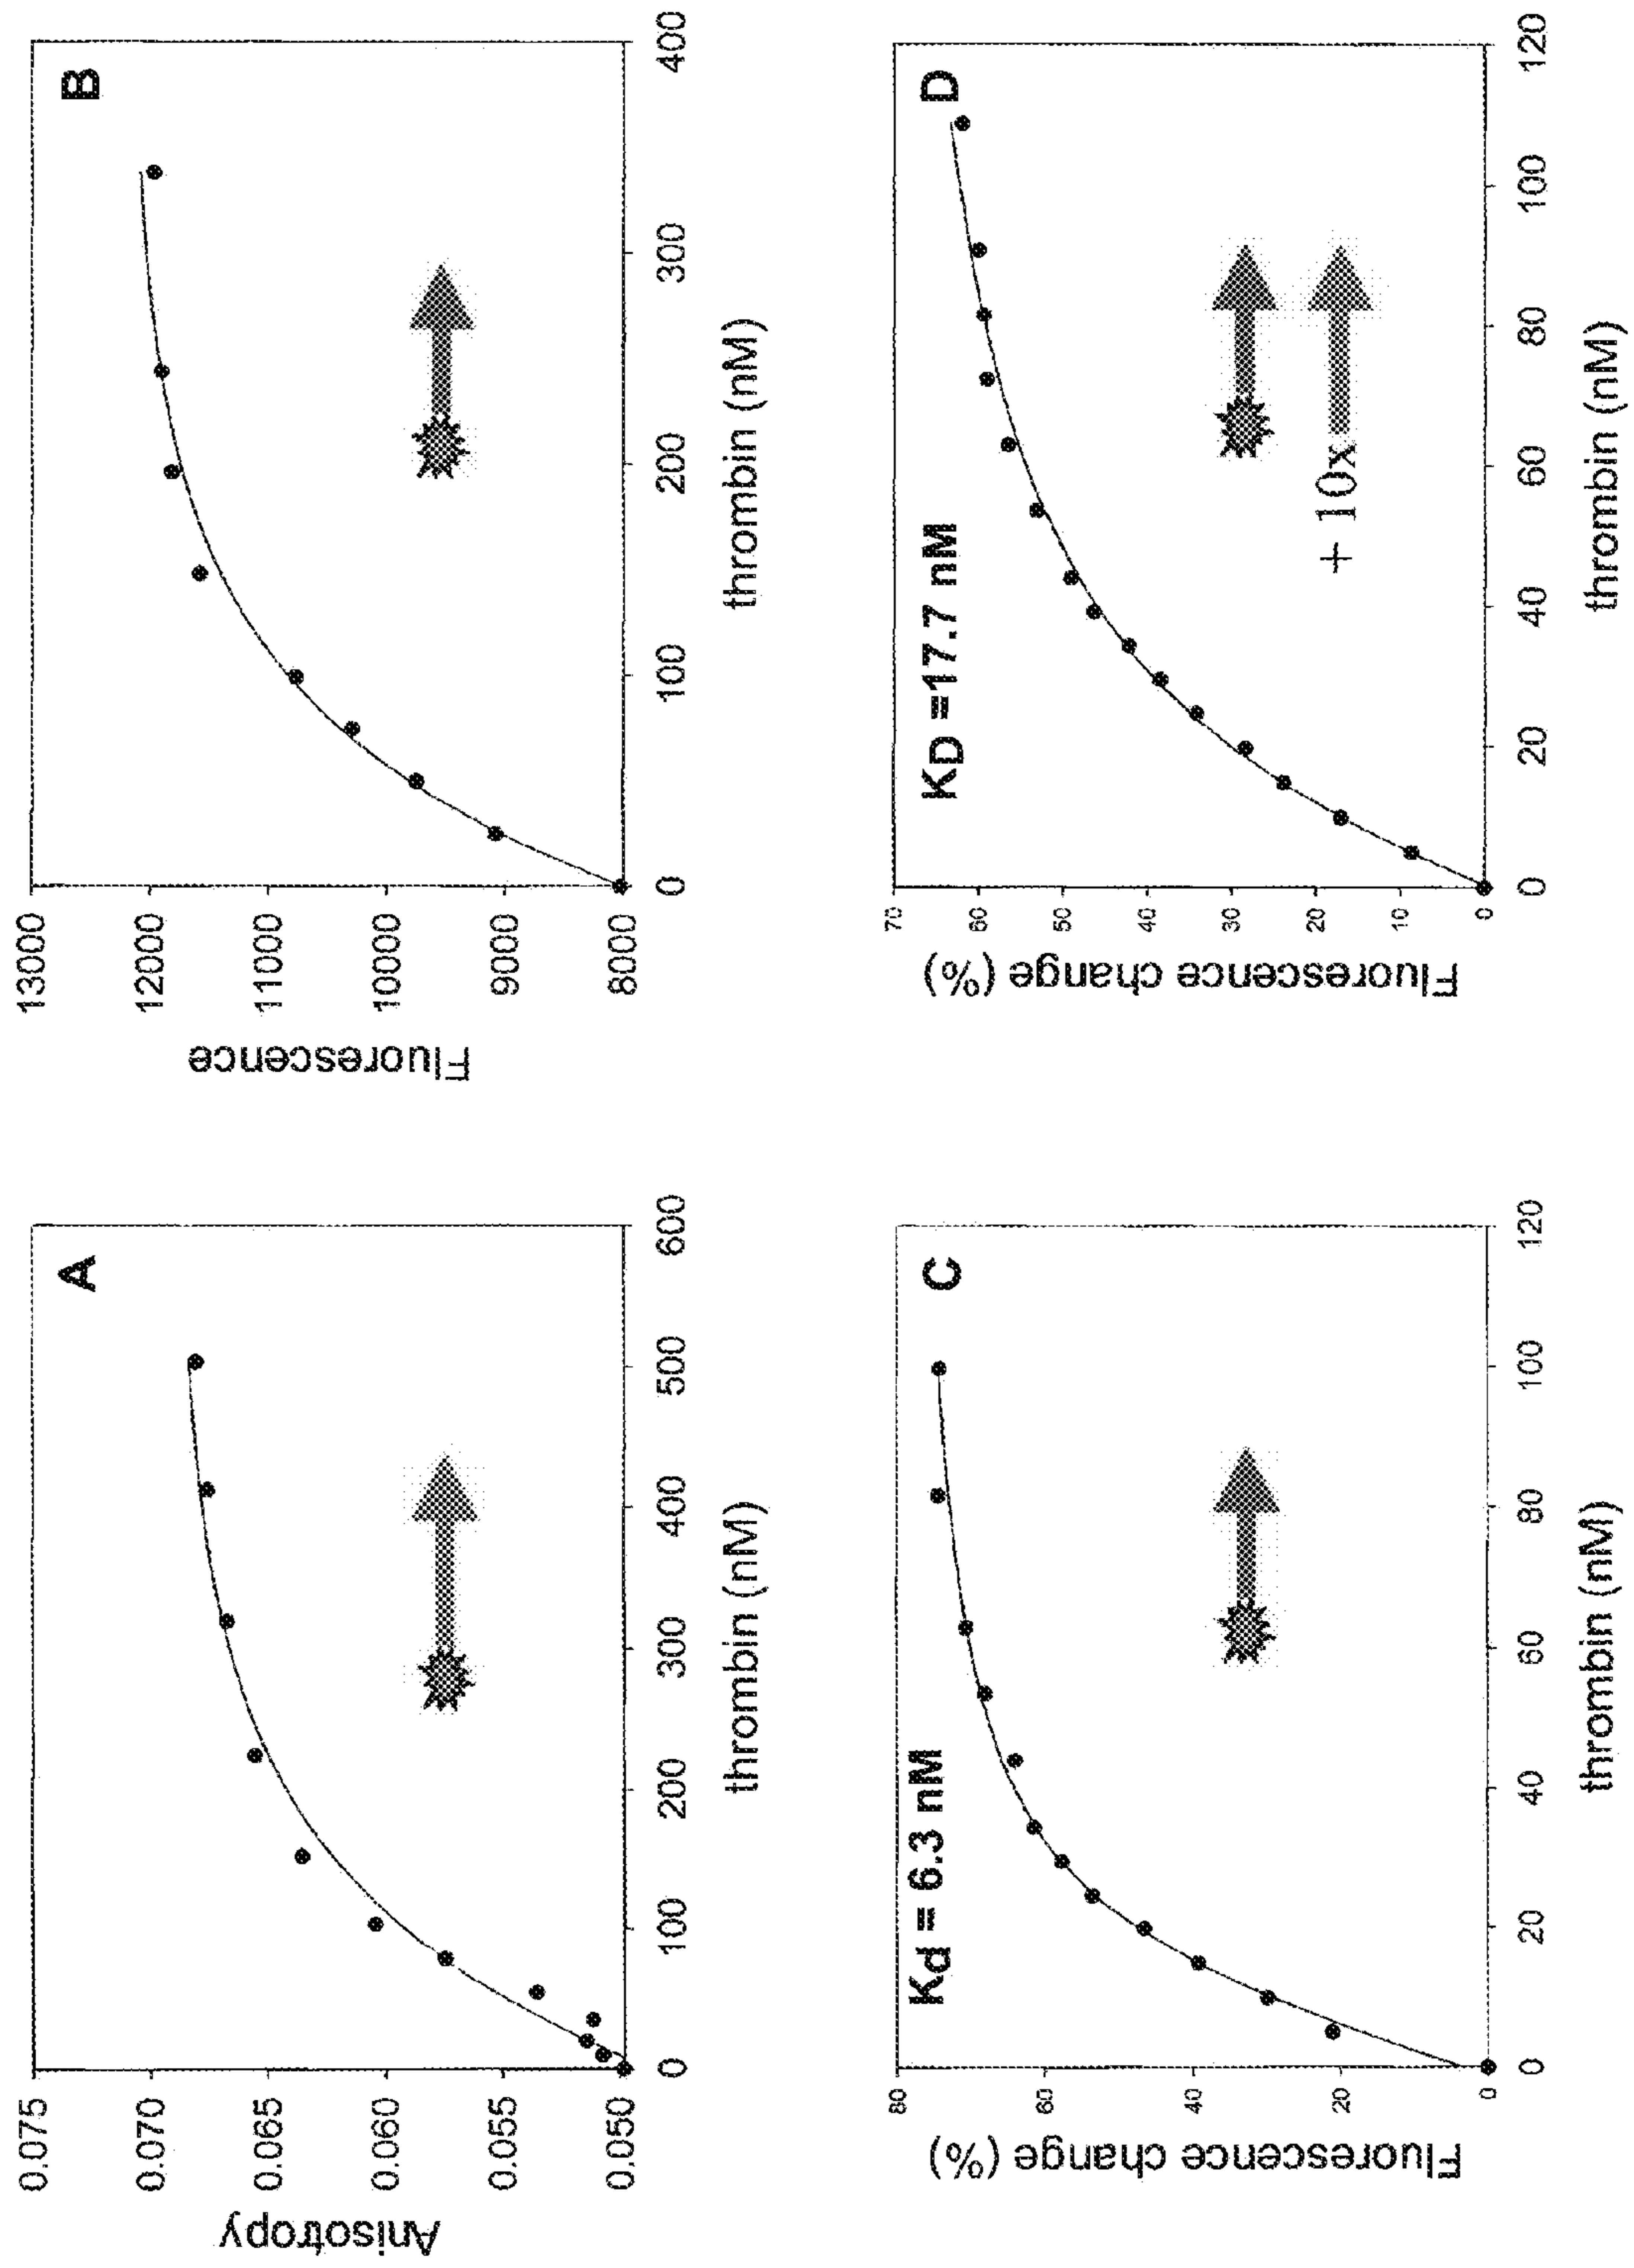 A
Anisotropy
0.075
0.070
0.065
0.060
0.055
0.050
0 100 200 300 400 500 600
thrombin (nM)
B
Fluorescence
13000
12000
11000
10000
9000
8000
0 100 200 300 400
thrombin (nM)
C
Kd = 6.3 nM
Fluorescence change (%)
80
60
40
20
0
0 20 40 60 80 100 120
thrombin (nM)
D
KD =17.7 nM
Fluorescence change (%)
70
60
50
40
30
20
10
0
+ 10x
0 20 40 60 80 100 120
thrombin (nM)